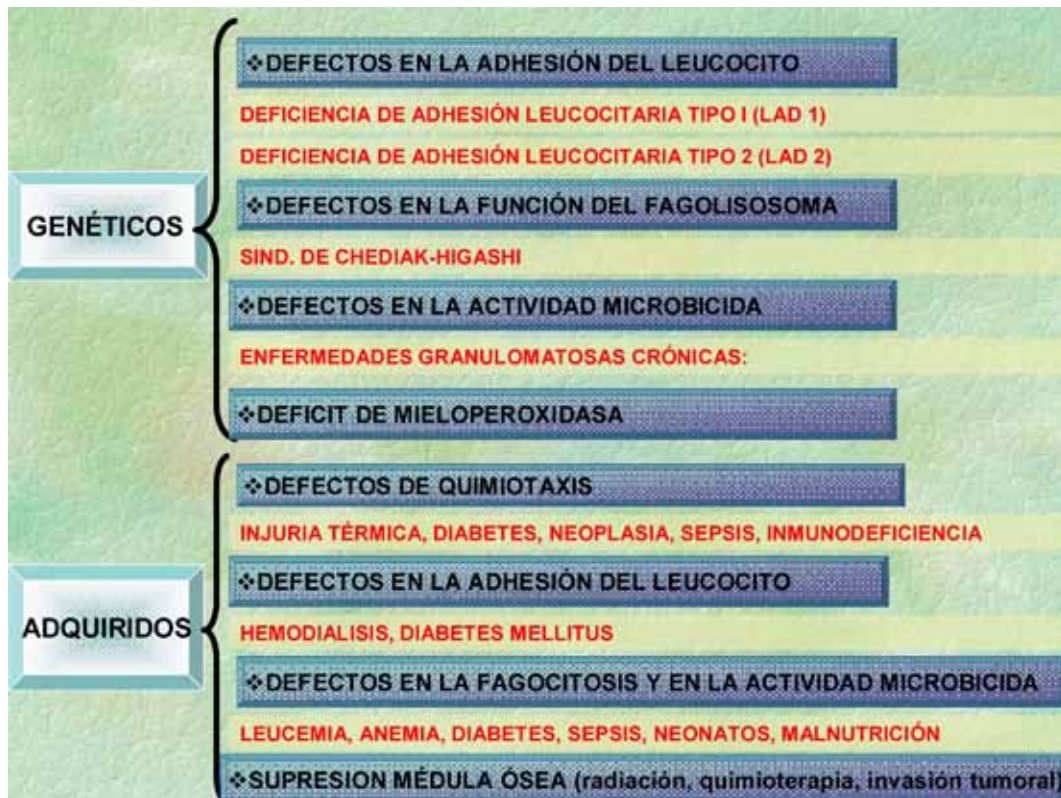 GENÉTICOS
❖DEFECTOS EN LA ADHESIÓN DEL LEUCOCITO
DEFICIENCIA DE ADHESIÓN LEUCOCITARIA TIPO I (LAD 1)
DEFICIENCIA DE ADHESIÓN LEUCOCITARIA TIPO 2 (LAD 2)
❖DEFECTOS EN LA FUNCIÓN DEL FAGOLISOSOMA
SIND. DE CHEDIAK-HIGASHI
❖DEFECTOS EN LA ACTIVIDAD MICROBICIDA
ENFERMEDADES GRANULOMATOSAS CRÓNICAS:
❖DEFICIT DE MIELOPEROXIDASA
ADQUIRIDOS
❖DEFECTOS DE QUIMIOTAXIS
INJURIA TÉRMICA, DIABETES, NEOPLASIA, SEPSIS, INMUNODEFICIENCIA
❖DEFECTOS EN LA ADHESIÓN DEL LEUCOCITO
HEMODIALISIS, DIABETES MELLITUS
❖DEFECTOS EN LA FAGOCITOSIS Y EN LA ACTIVIDAD MICROBICIDA
LEUCEMIA, ANEMIA, DIABETES, SEPSIS, NEONATOS, MALNUTRICIÓN
❖SUPRESION MÉDULA ÓSEA (radiación, quimioterapia, invasión tumoral)